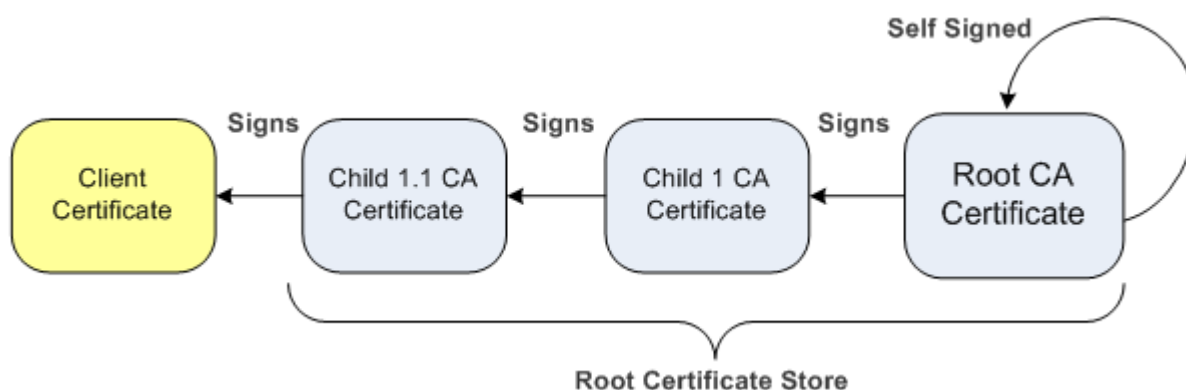 Self Signed
Signs
Signs
Signs
Client
Certificate
Child 1.1 CA
Certificate
Child 1 CA
Certificate
Root CA
Certificate
Root Certificate Store